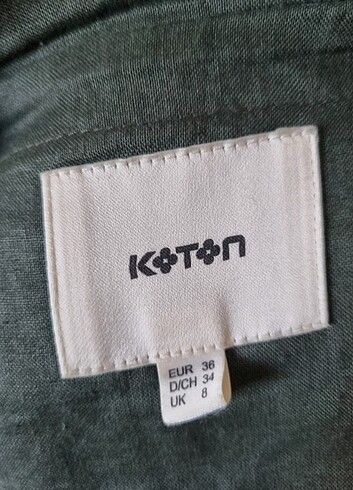 KOTON
EUR 36
D/CH 34
UK 8